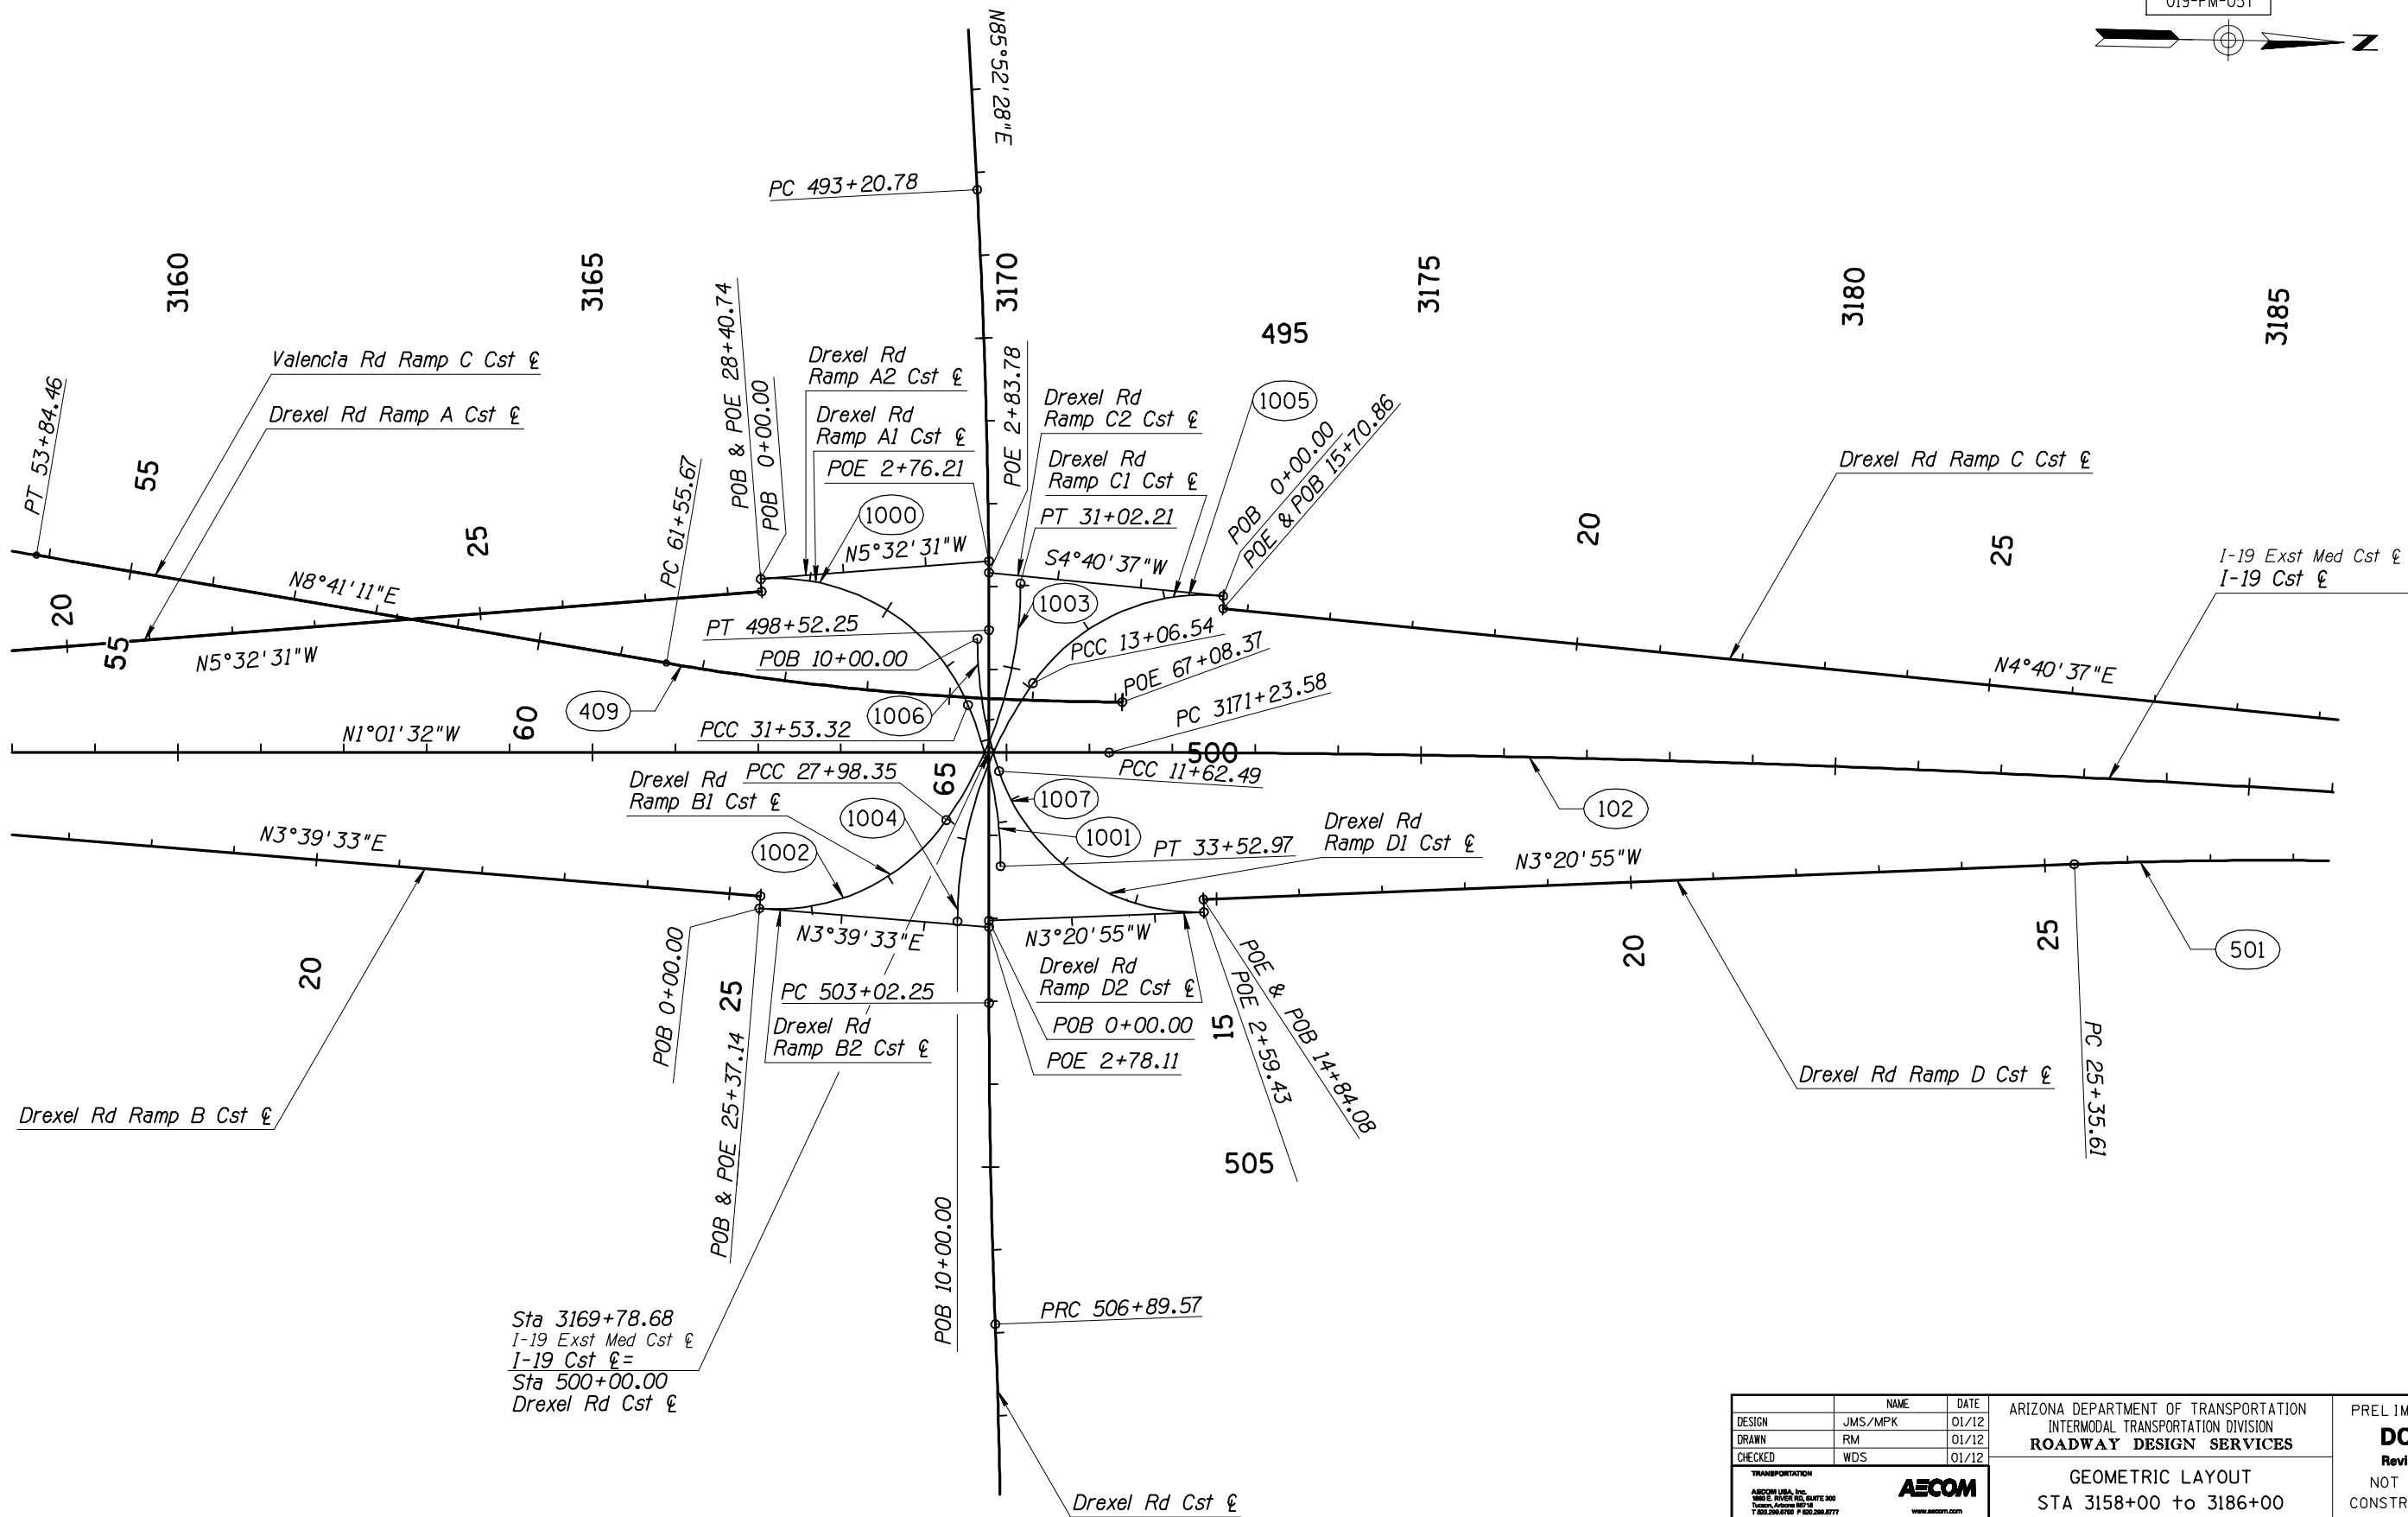 019-PM-051
N
N85°52'28"E
PC 493+20.78
3160
3165
3170
3175
3180
3185
495
Valencia Rd Ramp C Cst ℄
Drexel Rd Ramp A Cst ℄
PT 53+84.46
55
20
55
25
N8°41'11"E
N5°32'31"W
PC 61+55.67
POB & POE 28+40.74
POB 0+00.00
Drexel Rd
Ramp A2 Cst ℄
Drexel Rd
Ramp A1 Cst ℄
POE 2+76.21
1000
N5°32'31"W
POE 2+83.78
Drexel Rd
Ramp C2 Cst ℄
Drexel Rd
Ramp C1 Cst ℄
PT 31+02.21
S4°40'37"W
1005
POB 0+00.00
POE & POB 15+70.86
1003
PT 498+52.25
POB 10+00.00
PCC 13+06.54
POE 67+08.37
PC 3171+23.58
Drexel Rd Ramp C Cst ℄
20
25
I-19 Exst Med Cst ℄
I-19 Cst ℄
N4°40'37"E
409
60
1006
N1°01'32"W
PCC 31+53.32
500
PCC 11+62.49
65
Drexel Rd
Ramp B1 Cst ℄
PCC 27+98.35
1004
1002
1007
1001
PT 33+52.97
Drexel Rd
Ramp D1 Cst ℄
102
N3°39'33"E
N3°20'55"W
N3°39'33"E
N3°20'55"W
20
25
POB 0+00.00
POB & POE 25+37.14
PC 503+02.25
Drexel Rd
Ramp B2 Cst ℄
Drexel Rd
Ramp D2 Cst ℄
POB 0+00.00
POE 2+78.11
15
POE & POB 14+84.08
POE 2+59.43
20
25
501
PC 25+35.61
Drexel Rd Ramp D Cst ℄
Drexel Rd Ramp B Cst ℄
505
POB 10+00.00
PRC 506+89.57
Sta 3169+78.68
I-19 Exst Med Cst ℄
I-19 Cst ℄=
Sta 500+00.00
Drexel Rd Cst ℄
Drexel Rd Cst ℄
NAME DATE
DESIGN JMS/MPK 01/12
DRAWN RM 01/12
CHECKED WDS 01/12
TRANSPORTATION
AECOM USA, Inc.
AECOM
www.aecom.com
ARIZONA DEPARTMENT OF TRANSPORTATION
INTERMODAL TRANSPORTATION DIVISION
ROADWAY DESIGN SERVICES
GEOMETRIC LAYOUT
STA 3158+00 to 3186+00
PRELIM
NOT
CONSTR